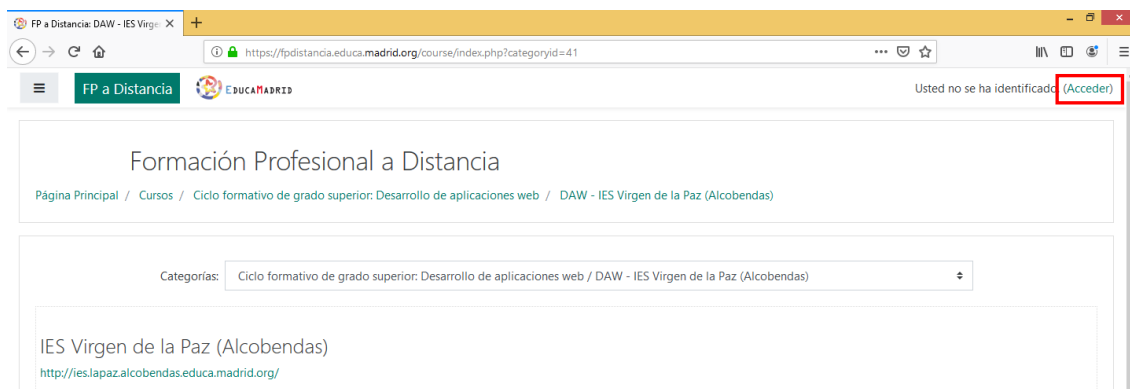 FP a Distancia: DAW - IES Virge
https://fpdistancia.educa.madrid.org/course/index.php?categoryid=41
FP a Distancia EDUCAMADRID Usted no se ha identificado. (Acceder)
Formación Profesional a Distancia
Página Principal / Cursos / Ciclo formativo de grado superior: Desarrollo de aplicaciones web / DAW - IES Virgen de la Paz (Alcobendas)
Categorías: Ciclo formativo de grado superior: Desarrollo de aplicaciones web / DAW - IES Virgen de la Paz (Alcobendas)
IES Virgen de la Paz (Alcobendas)
http://ies.lapaz.alcobendas.educa.madrid.org/